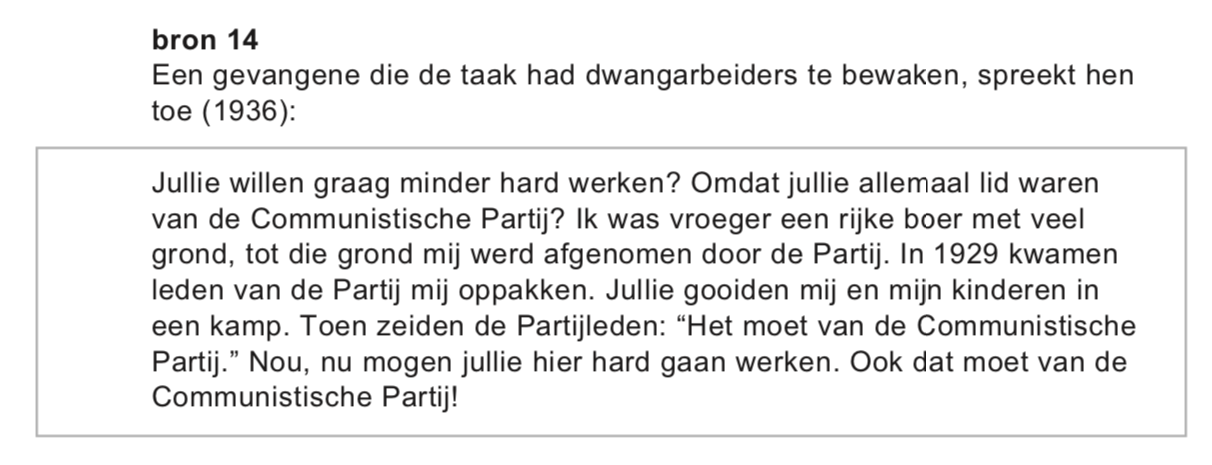 bron 14
Een gevangene die de taak had dwangarbeiders te bewaken, spreekt hen
toe (1936):
Jullie willen graag minder hard werken? Omdat jullie allemaal lid waren
van de Communistische Partij? Ik was vroeger een rijke boer met veel
grond, tot die grond mij werd afgenomen door de Partij. In 1929 kwamen
leden van de Partij mij oppakken. Jullie gooiden mij en mijn kinderen in
een kamp. Toen zeiden de Partijleden: “Het moet van de Communistische
Partij.” Nou, nu mogen jullie hier hard gaan werken. Ook dat moet van de
Communistische Partij!